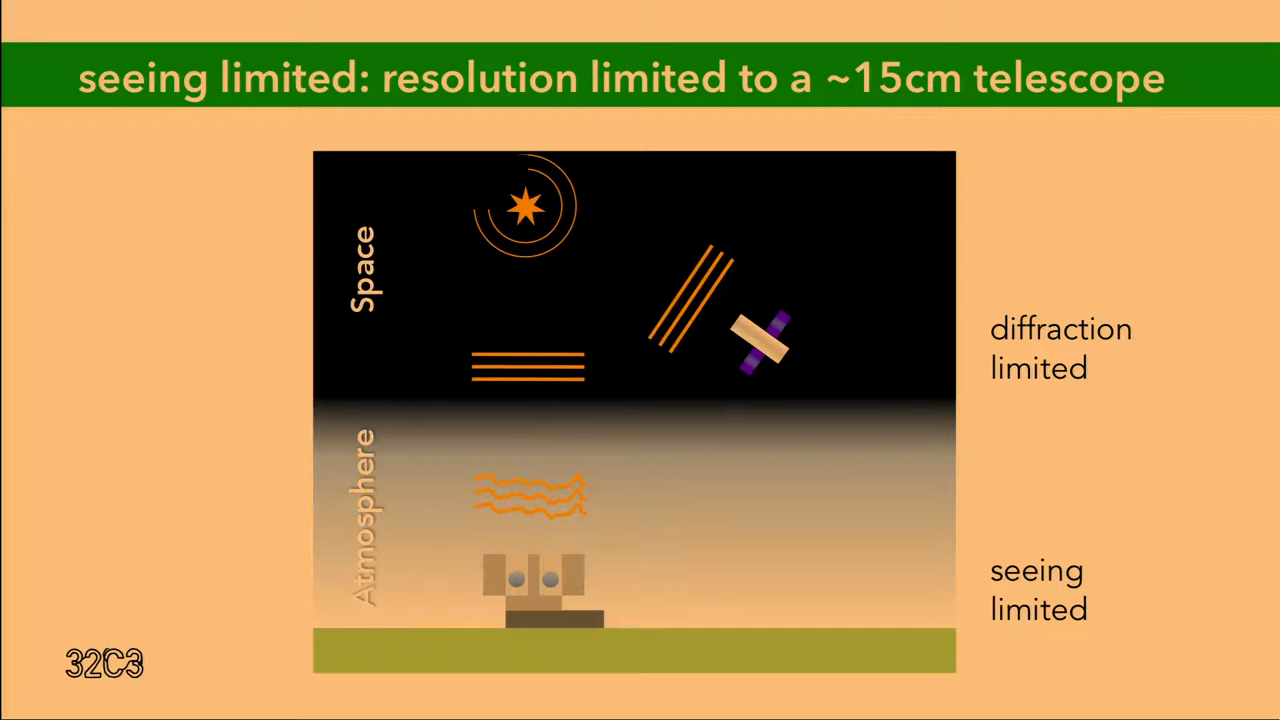 seeing limited: resolution limited to a ~15cm telescope
Space
diffraction
limited
Atmosphere
seeing
limited
32C3